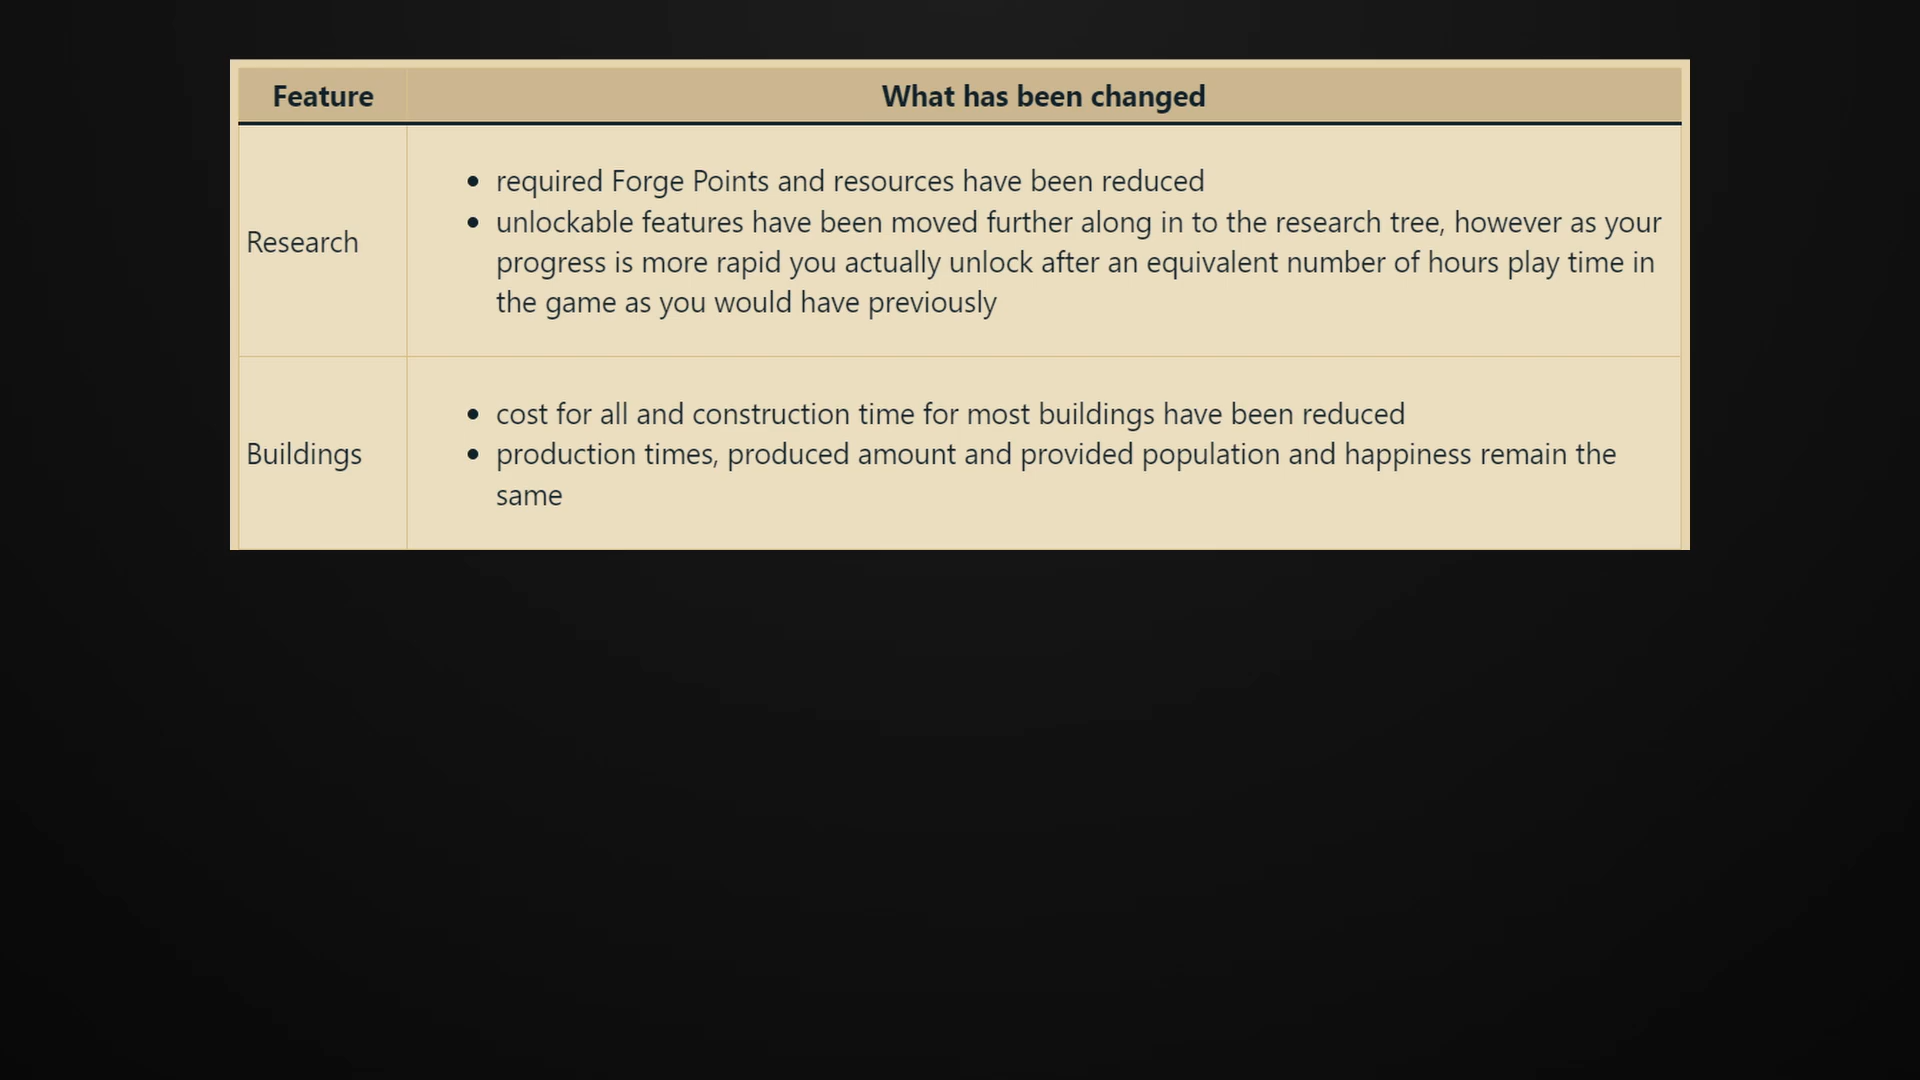 Feature What has been changed
Research
• required Forge Points and resources have been reduced
• unlockable features have been moved further along in to the research tree, however as your
progress is more rapid you actually unlock after an equivalent number of hours play time in
the game as you would have previously
Buildings
• cost for all and construction time for most buildings have been reduced
• production times, produced amount and provided population and happiness remain the
same